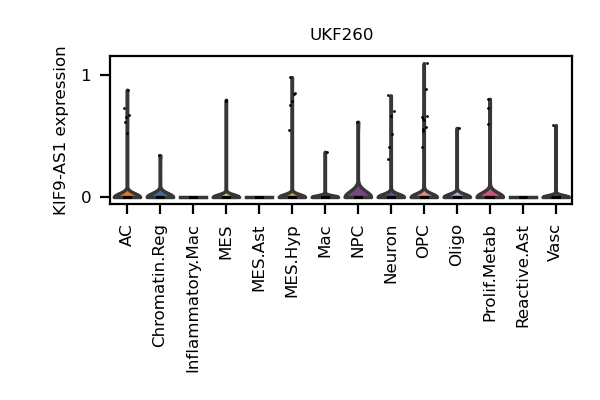 UKF260
KIF9-AS1 expression
1
0
AC
Chromatin.Reg
Inflammatory.Mac
MES
MES.Ast
MES.Hyp
Mac
NPC
Neuron
OPC
Oligo
Prolif.Metab
Reactive.Ast
Vasc